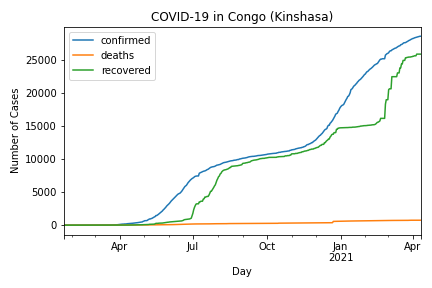 COVID-19 in Congo (Kinshasa)
confirmed
deaths
recovered
Number of Cases
25000
20000
15000
10000
5000
0
Apr
Jul
Oct
Jan
2021
Apr
Day